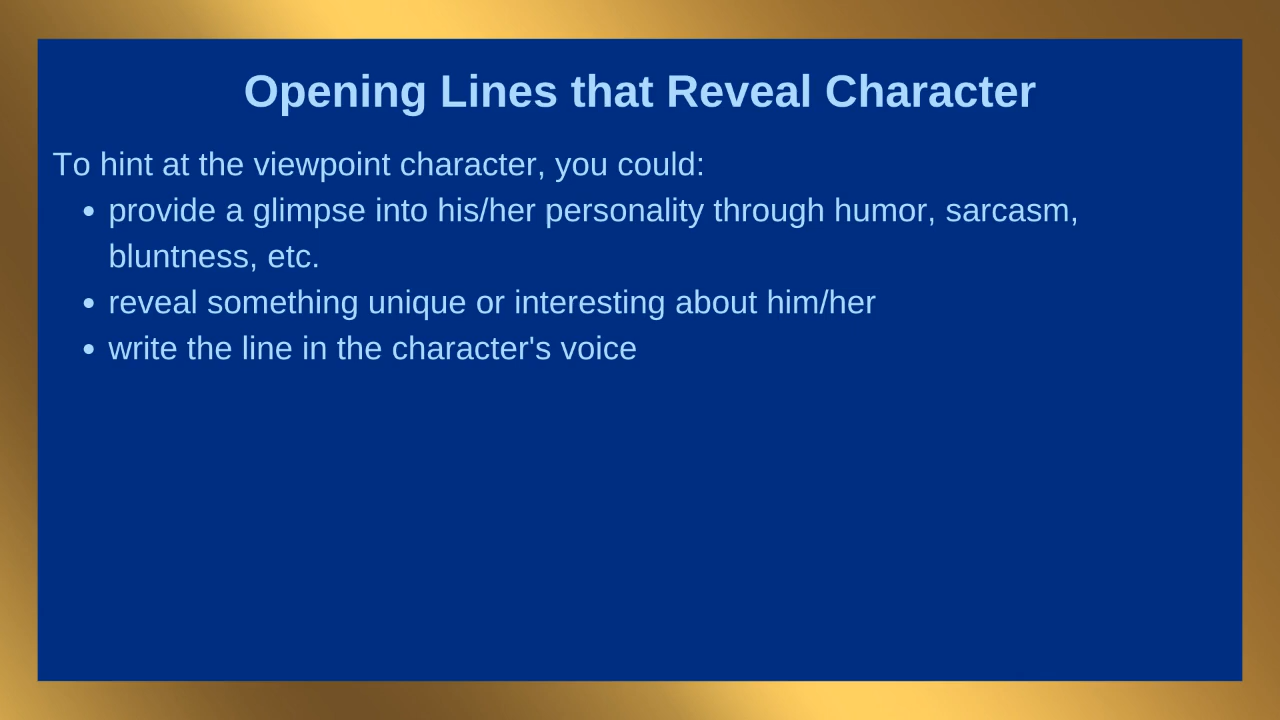 Opening Lines that Reveal Character
To hint at the viewpoint character, you could:
• provide a glimpse into his/her personality through humor, sarcasm,
bluntness, etc.
• reveal something unique or interesting about him/her
• write the line in the character's voice